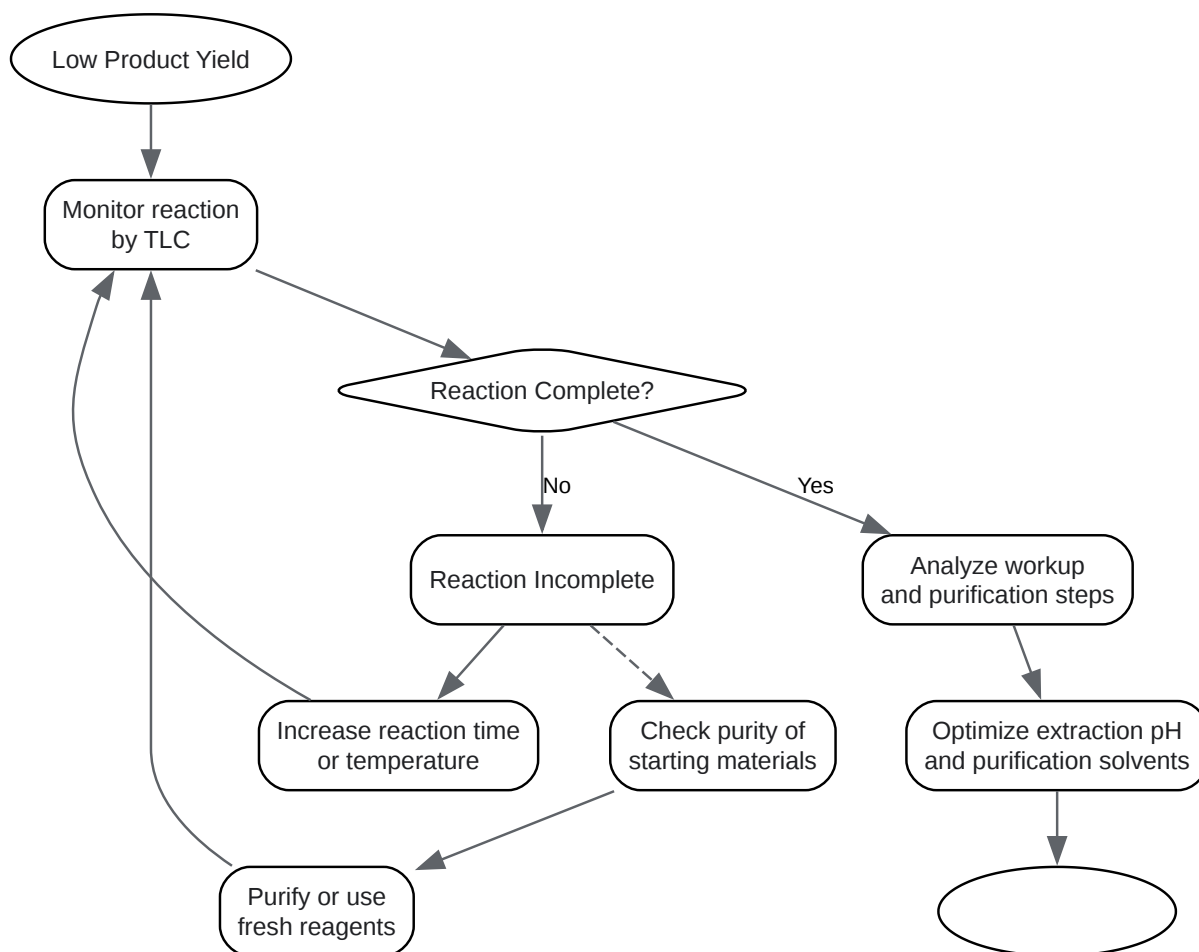 Low Product Yield
Monitor reaction
by TLC
Reaction Complete?
No
Yes
Reaction Incomplete
Analyze workup
and purification steps
Increase reaction time
or temperature
Check purity of
starting materials
Optimize extraction pH
and purification solvents
Purify or use
fresh reagents